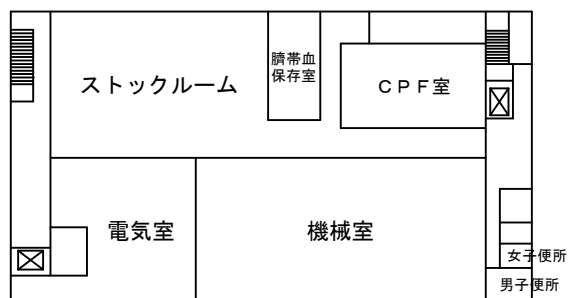 ストックルーム
臍帯血
保存室
ＣＰＦ室
電気室
機械室
女子便所
男子便所